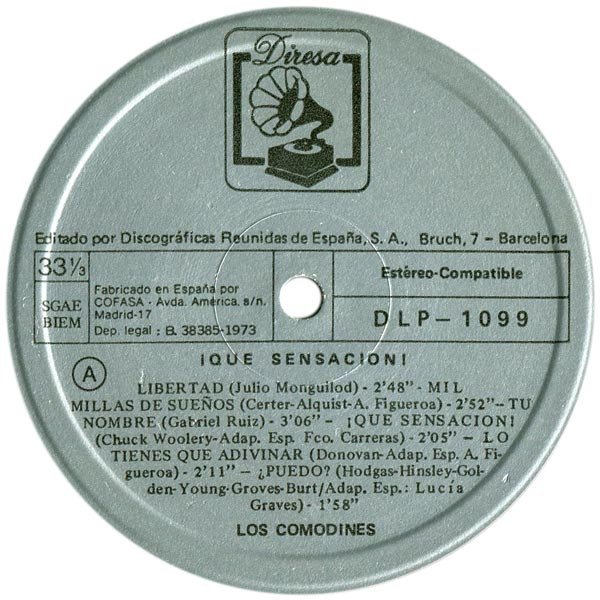 Diresa
Editado por Discográficas Reunidas de España, S. A., Bruch, 7 - Barcelona
33 1/3
SGAE
BIEM
Fabricado en España por
COFASA - Avda. América, s/n.
Madrid-17
Dep. legal : B. 38385-1973
Estéreo-Compatible
DLP-1099
A
¡QUE SENSACION!
LIBERTAD (Julio Monguilod) - 2'48" - MIL
MILLAS DE SUEÑOS (Certer-Alquist-A. Figueroa) - 2'52" — TU
NOMBRE (Gabriel Ruiz) - 3'06" - ¡QUE SENSACION!
(Chuck Woolery-Adap. Esp. Fco. Carreras) - 2'05" - LO
TIENES QUE ADIVINAR (Donovan-Adap. Esp. A. Fi-
gueroa) - 2'11" - ¿PUEDO? (Hodgas-Hinsley-Gol-
den-Young-Groves-Burt/Adap. Esp.: Lucía
Graves) - 1'58"
LOS COMODINES